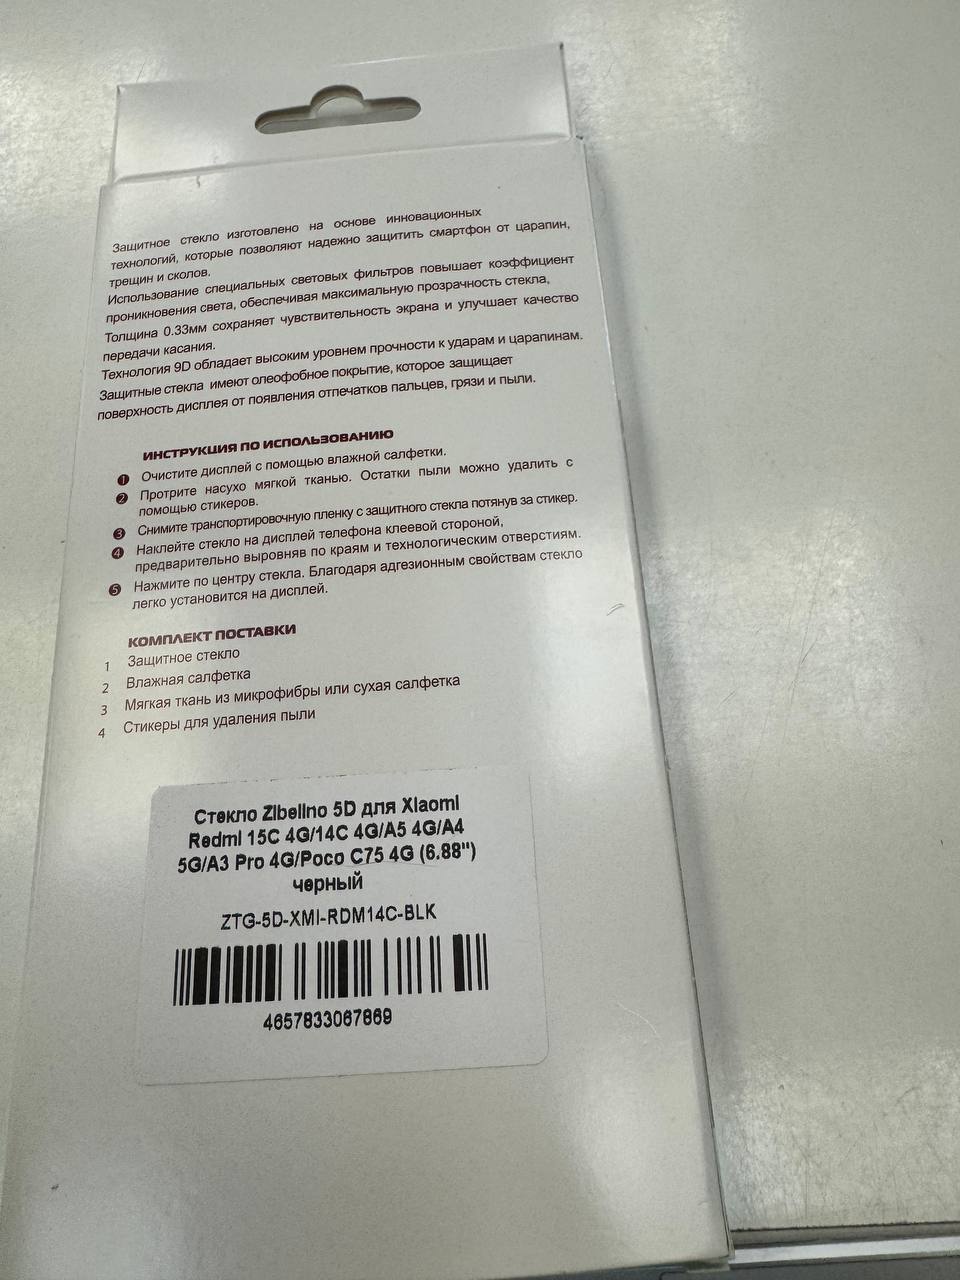 Защитное стекло изготовлено на основе инновационных
технологий, которые позволяют надежно защитить смартфон от царапин,
трещин и сколов.
Использование специальных световых фильтров повышает коэффициент
проникновения света, обеспечивая максимальную прозрачность стекла,
Толщина 0.33мм сохраняет чувствительность экрана и улучшает качество
передачи касания.
Технология 9D обладает высоким уровнем прочности к ударам и царапинам.
Защитные стекла имеют олеофобное покрытие, которое защищает
поверхность дисплея от появления отпечатков пальцев, грязи и пыли.
ИНСТРУКЦИЯ ПО ИСПОЛЬЗОВАНИЮ
1 Очистите дисплей с помощью влажной салфетки.
2 Протрите насухо мягкой тканью. Остатки пыли можно удалить с
помощью стикеров.
3 Снимите транспортировочную пленку с защитного стекла потянув за стикер.
4 Наклейте стекло на дисплей телефона клеевой стороной,
предварительно выровняв по краям и технологическим отверстиям.
5 Нажмите по центру стекла. Благодаря адгезионным свойствам стекло
легко установится на дисплей.
КОМПЛЕКТ ПОСТАВКИ
1 Защитное стекло
2 Влажная салфетка
3 Мягкая ткань из микрофибры или сухая салфетка
4 Стикеры для удаления пыли
Стекло Zibelino 5D для Xiaomi
Redmi 15C 4G/14C 4G/A5 4G/A4
5G/A3 Pro 4G/Poco C75 4G (6.88")
черный
ZTG-5D-XMI-RDM14C-BLK
4657833067869